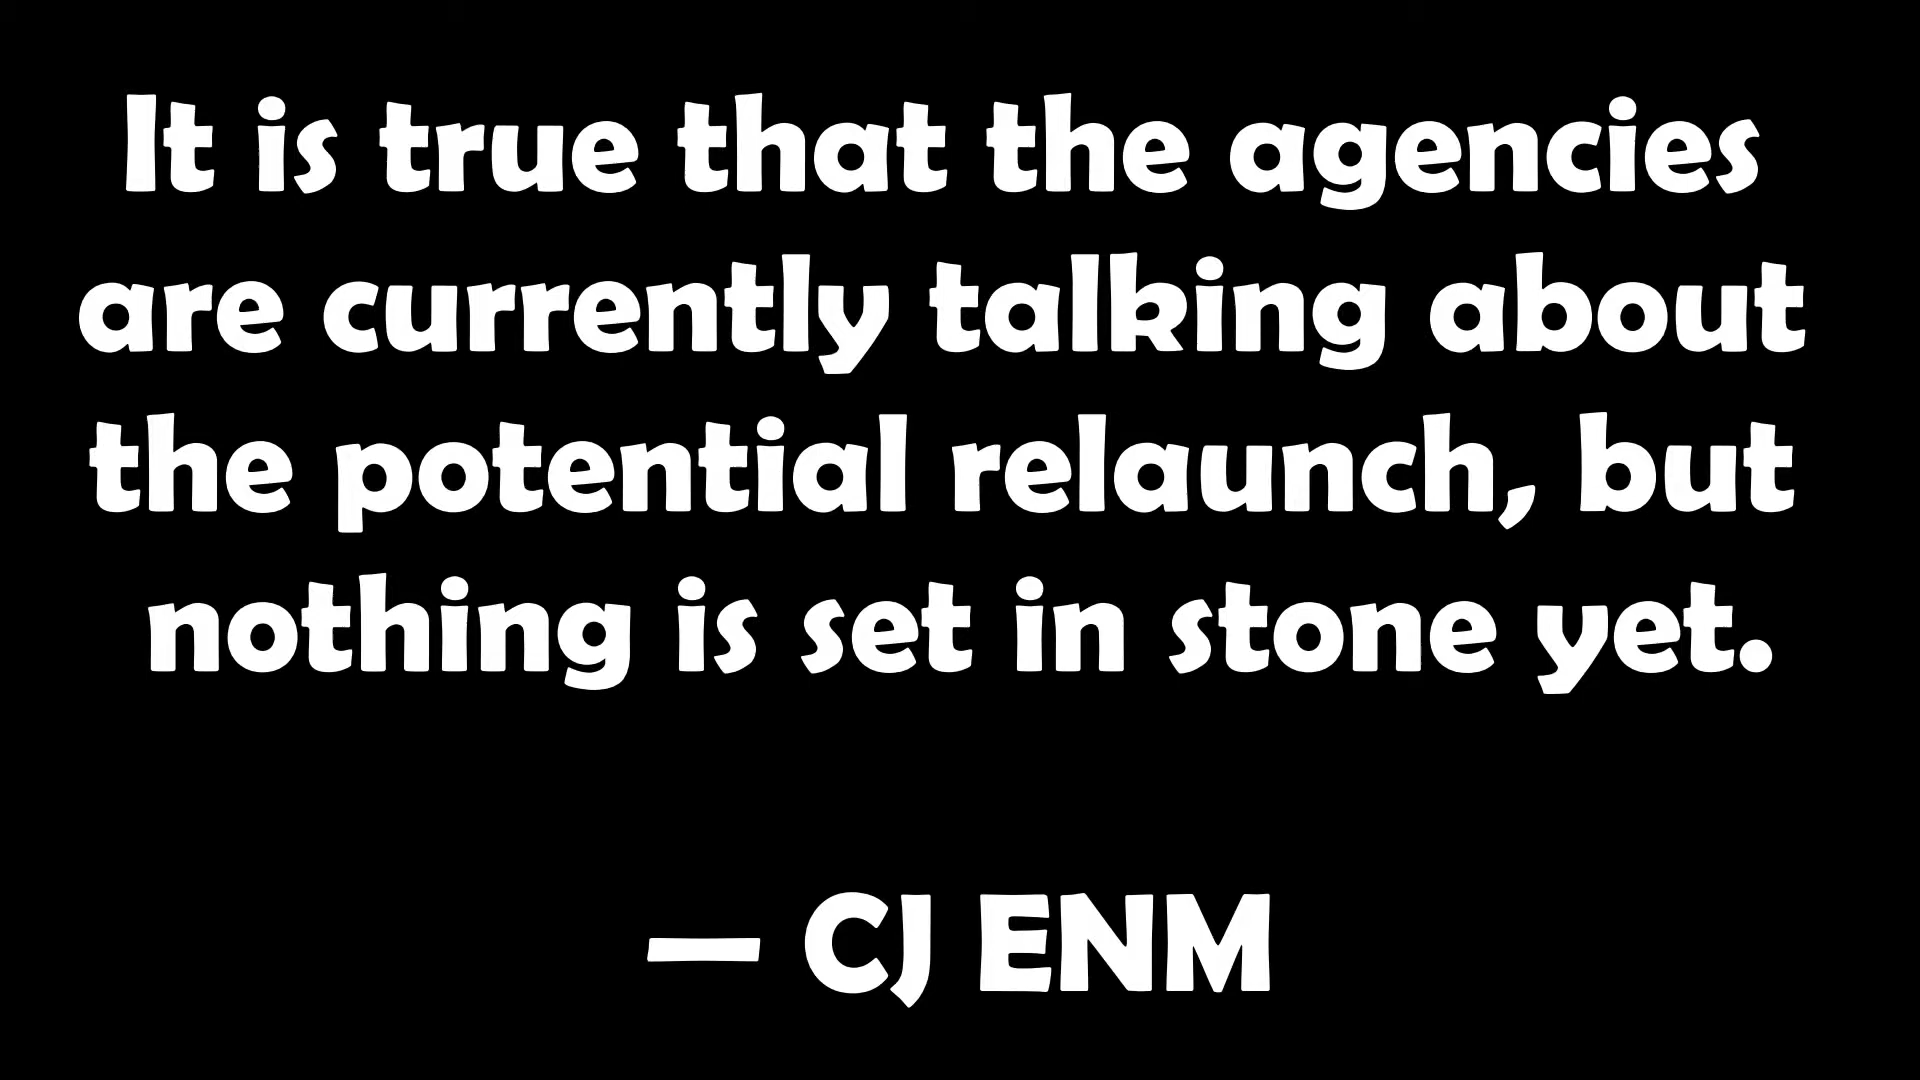 It is true that the agencies
are currently talking about
the potential relaunch, but
nothing is set in stone yet.
— CJ ENM